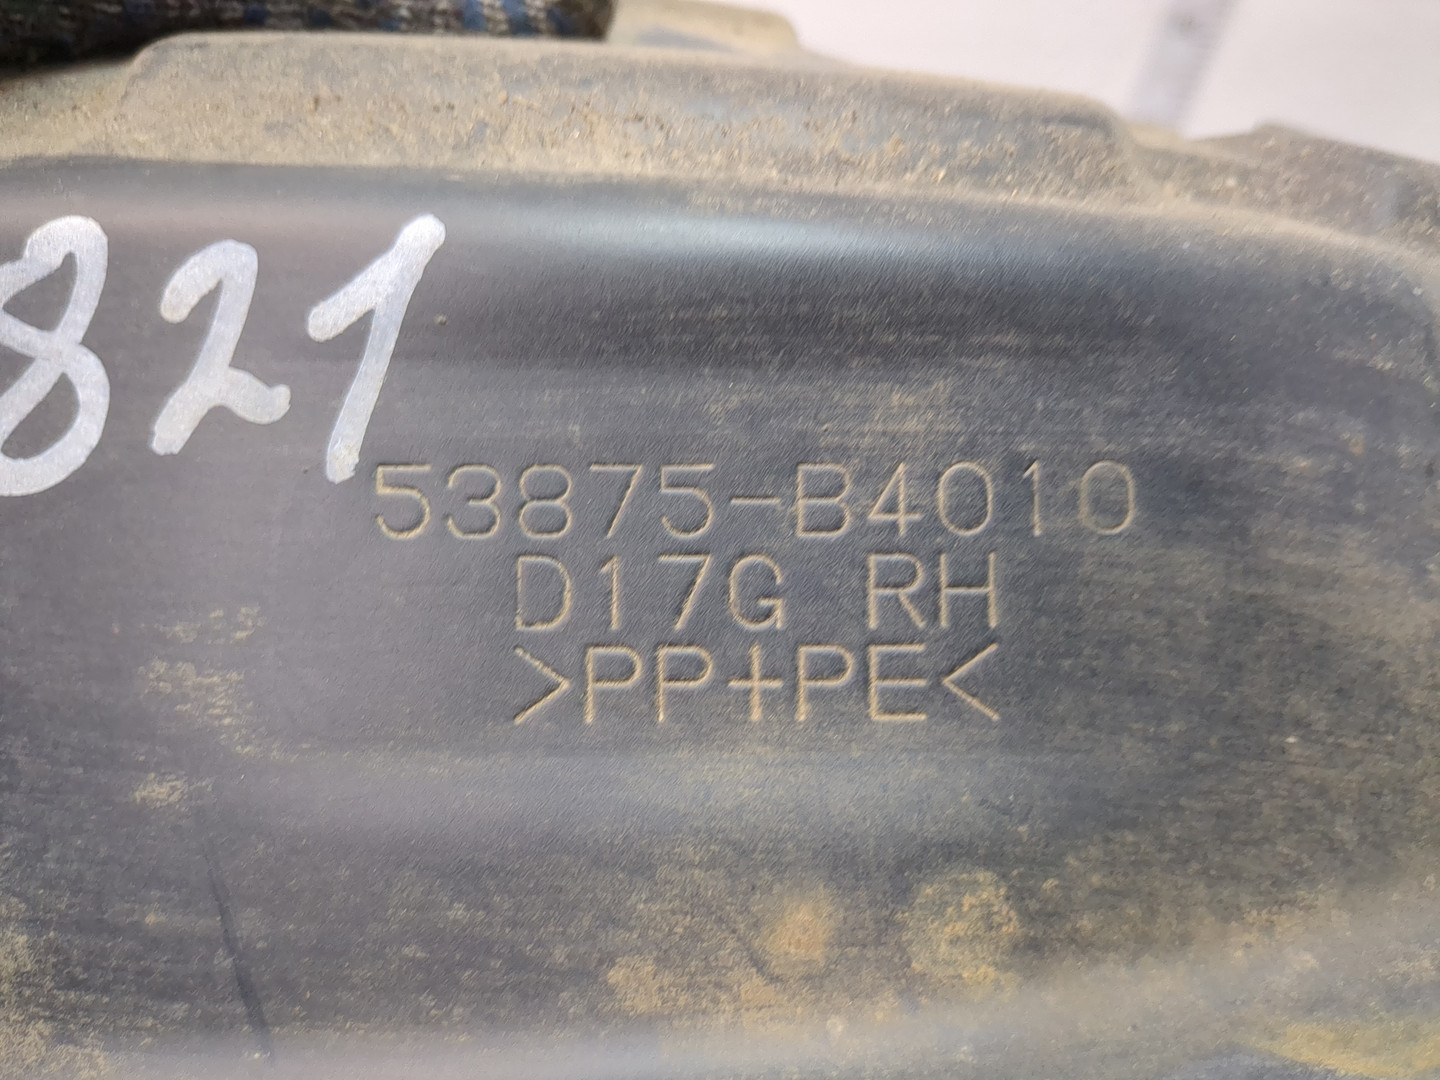 821
53875-B4010
D17G RH
>PP+PE<